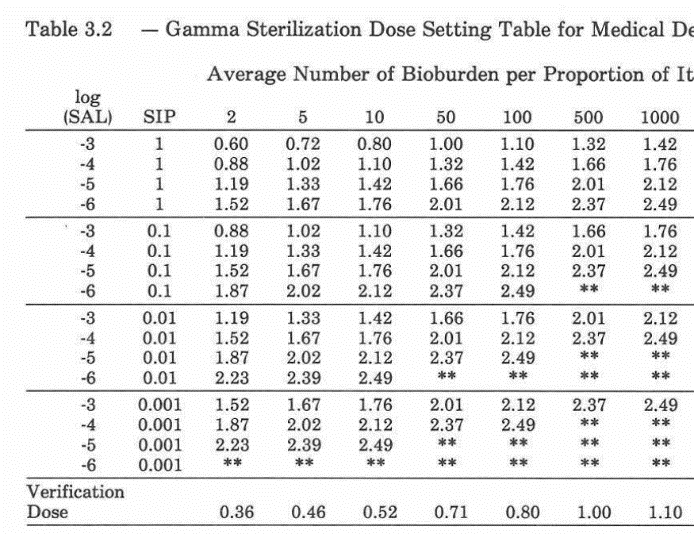 Table 3.2 — Gamma Sterilization Dose Setting Table for Medical De
Average Number of Bioburden per Proportion of It
log
(SAL) SIP 2 5 10 50 100 500 1000
-3 1 0.60 0.72 0.80 1.00 1.10 1.32 1.42
-4 1 0.88 1.02 1.10 1.32 1.42 1.66 1.76
-5 1 1.19 1.33 1.42 1.66 1.76 2.01 2.12
-6 1 1.52 1.67 1.76 2.01 2.12 2.37 2.49
-3 0.1 0.88 1.02 1.10 1.32 1.42 1.66 1.76
-4 0.1 1.19 1.33 1.42 1.66 1.76 2.01 2.12
-5 0.1 1.52 1.67 1.76 2.01 2.12 2.37 2.49
-6 0.1 1.87 2.02 2.12 2.37 2.49 ** **
-3 0.01 1.19 1.33 1.42 1.66 1.76 2.01 2.12
-4 0.01 1.52 1.67 1.76 2.01 2.12 2.37 2.49
-5 0.01 1.87 2.02 2.12 2.37 2.49 ** **
-6 0.01 2.23 2.39 2.49 ** ** ** **
-3 0.001 1.52 1.67 1.76 2.01 2.12 2.37 2.49
-4 0.001 1.87 2.02 2.12 2.37 2.49 ** **
-5 0.001 2.23 2.39 2.49 ** ** ** **
-6 0.001 ** ** ** ** ** ** **
Verification
Dose 0.36 0.46 0.52 0.71 0.80 1.00 1.10